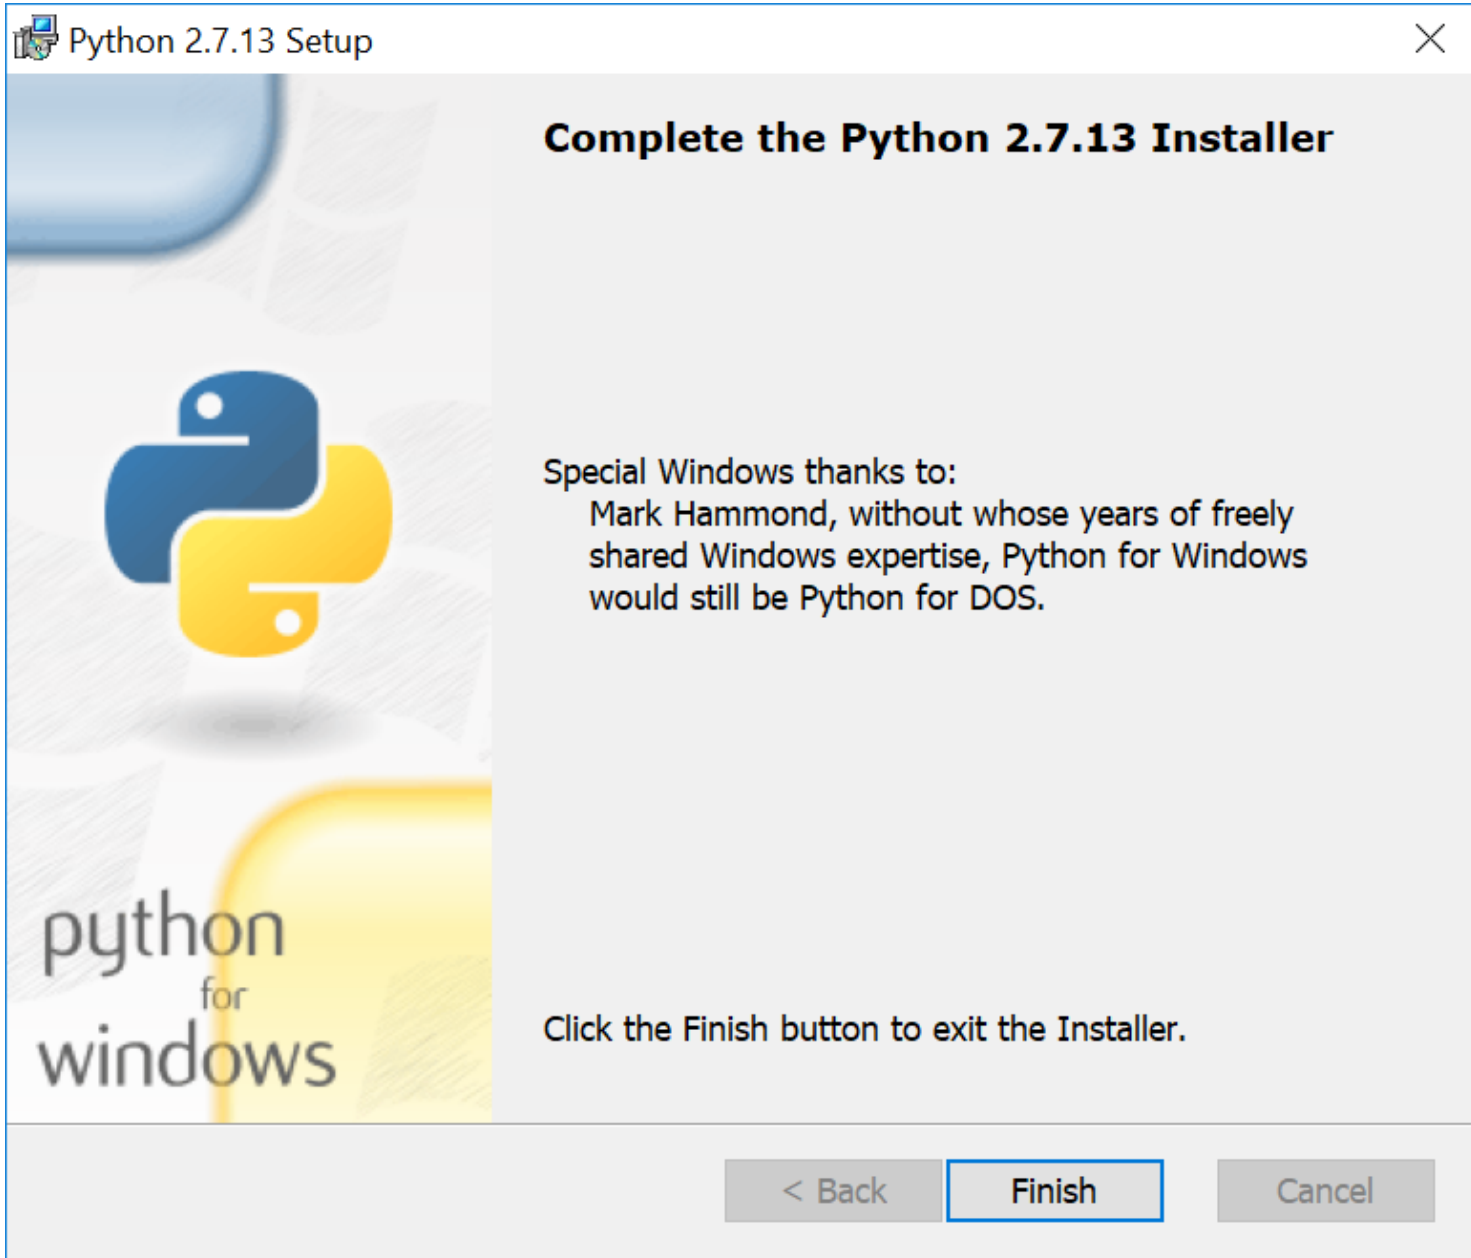 Python 2.7.13 Setup
Complete the Python 2.7.13 Installer
Special Windows thanks to:
Mark Hammond, without whose years of freely
shared Windows expertise, Python for Windows
would still be Python for DOS.
python
for
windows
Click the Finish button to exit the Installer.
< Back
Finish
Cancel